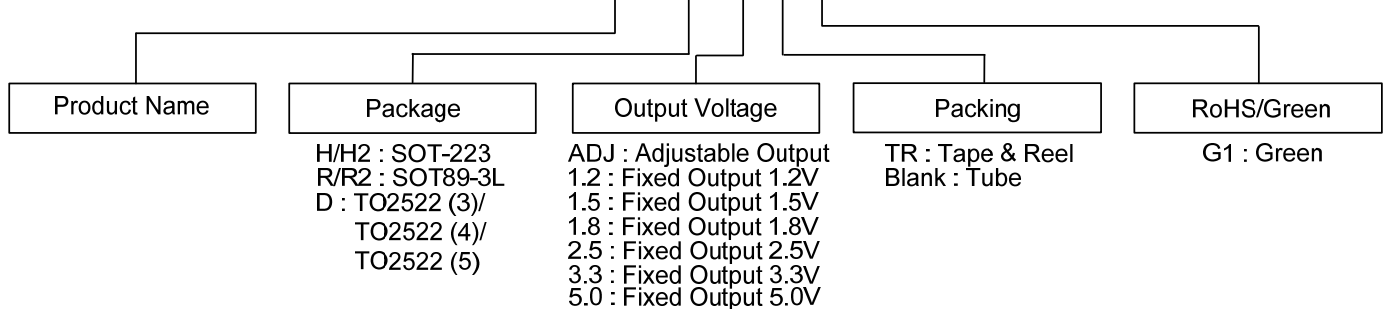 Product Name
Package
Output Voltage
Packing
RoHS/Green
H/H2 : SOT-223
R/R2 : SOT89-3L
D : TO2522 (3)/
TO2522 (4)/
TO2522 (5)
ADJ : Adjustable Output
1.2 : Fixed Output 1.2V
1.5 : Fixed Output 1.5V
1.8 : Fixed Output 1.8V
2.5 : Fixed Output 2.5V
3.3 : Fixed Output 3.3V
5.0 : Fixed Output 5.0V
TR : Tape & Reel
Blank : Tube
G1 : Green